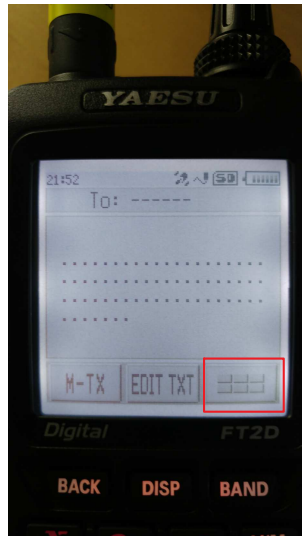 YAESU
21:52 SD
To: ------
M-TX EDIT TXT
Digital FT2D
BACK DISP BAND